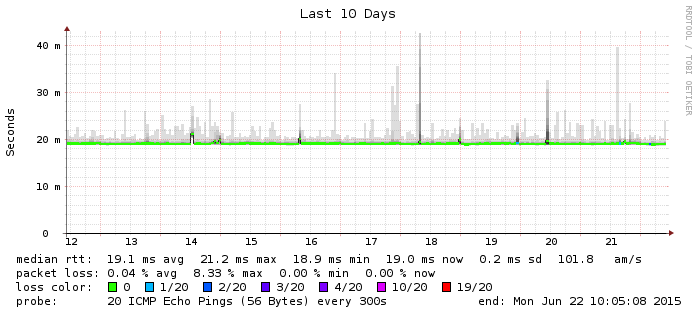 Last 10 Days
RRDTOOL / TOBI OETIKER
Seconds
40 m
30 m
20 m
10 m
0
12 13 14 15 16 17 18 19 20 21
median rtt: 19.1 ms avg 21.2 ms max 18.9 ms min 19.0 ms now 0.2 ms sd 101.8 am/s
packet loss: 0.04 % avg 8.33 % max 0.00 % min 0.00 % now
loss color: 0 1/20 2/20 3/20 4/20 10/20 19/20
probe: 20 ICMP Echo Pings (56 Bytes) every 300s end: Mon Jun 22 10:05:08 2015